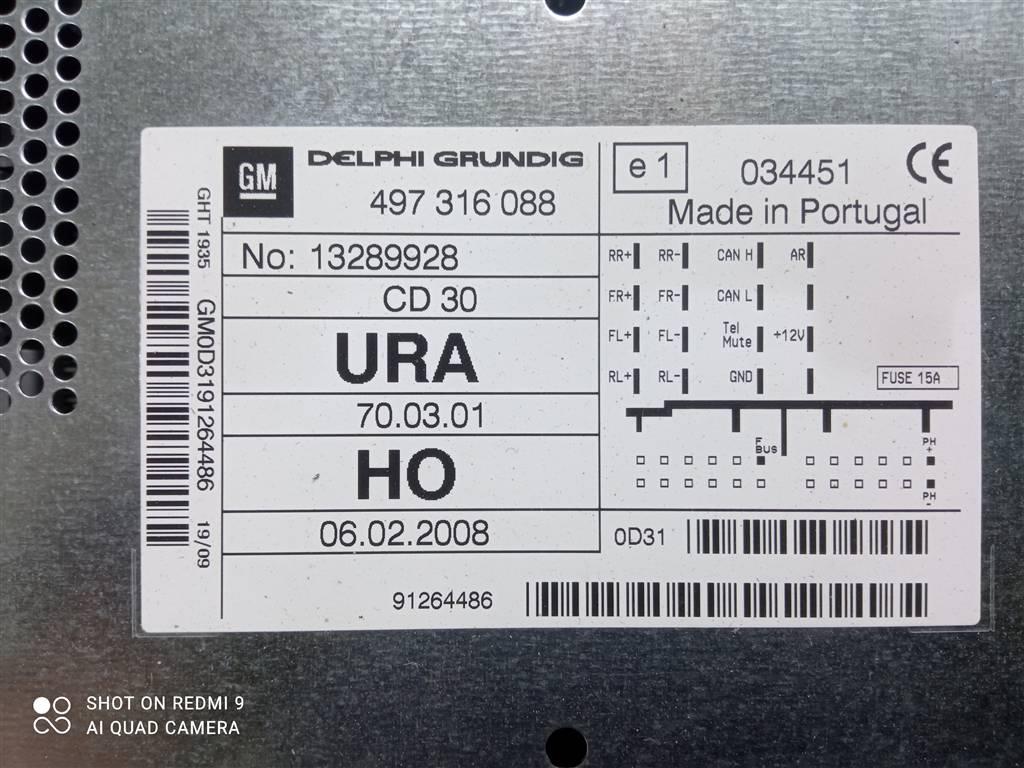 GM
DELPHI GRUNDIG
497 316 088
e 1
034451
CE
Made in Portugal
GHT 1935
GM0D3191264486
19/09
No: 13289928
CD 30
URA
70.03.01
HO
06.02.2008
RR+ RR- CAN H AR
FR+ FR- CAN L
FL+ FL- Tel Mute +12V
RL+ RL- GND
FUSE 15A
F BUS
PH +
PH -
0D31
91264486
SHOT ON REDMI 9
AI QUAD CAMERA